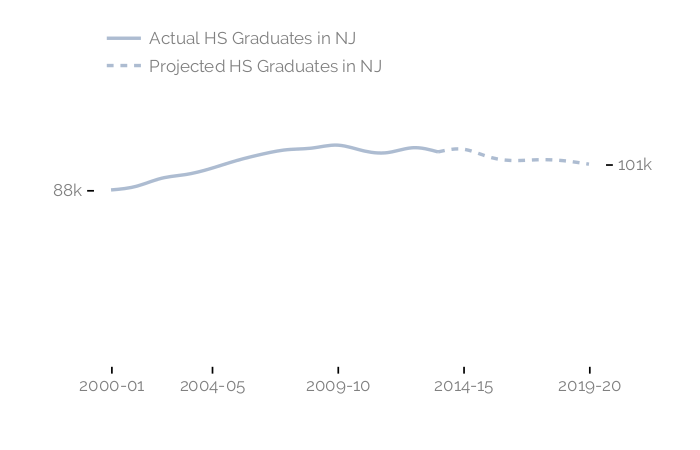 Actual HS Graduates in NJ
Projected HS Graduates in NJ
101k
88k
2000-01 2004-05 2009-10 2014-15 2019-20